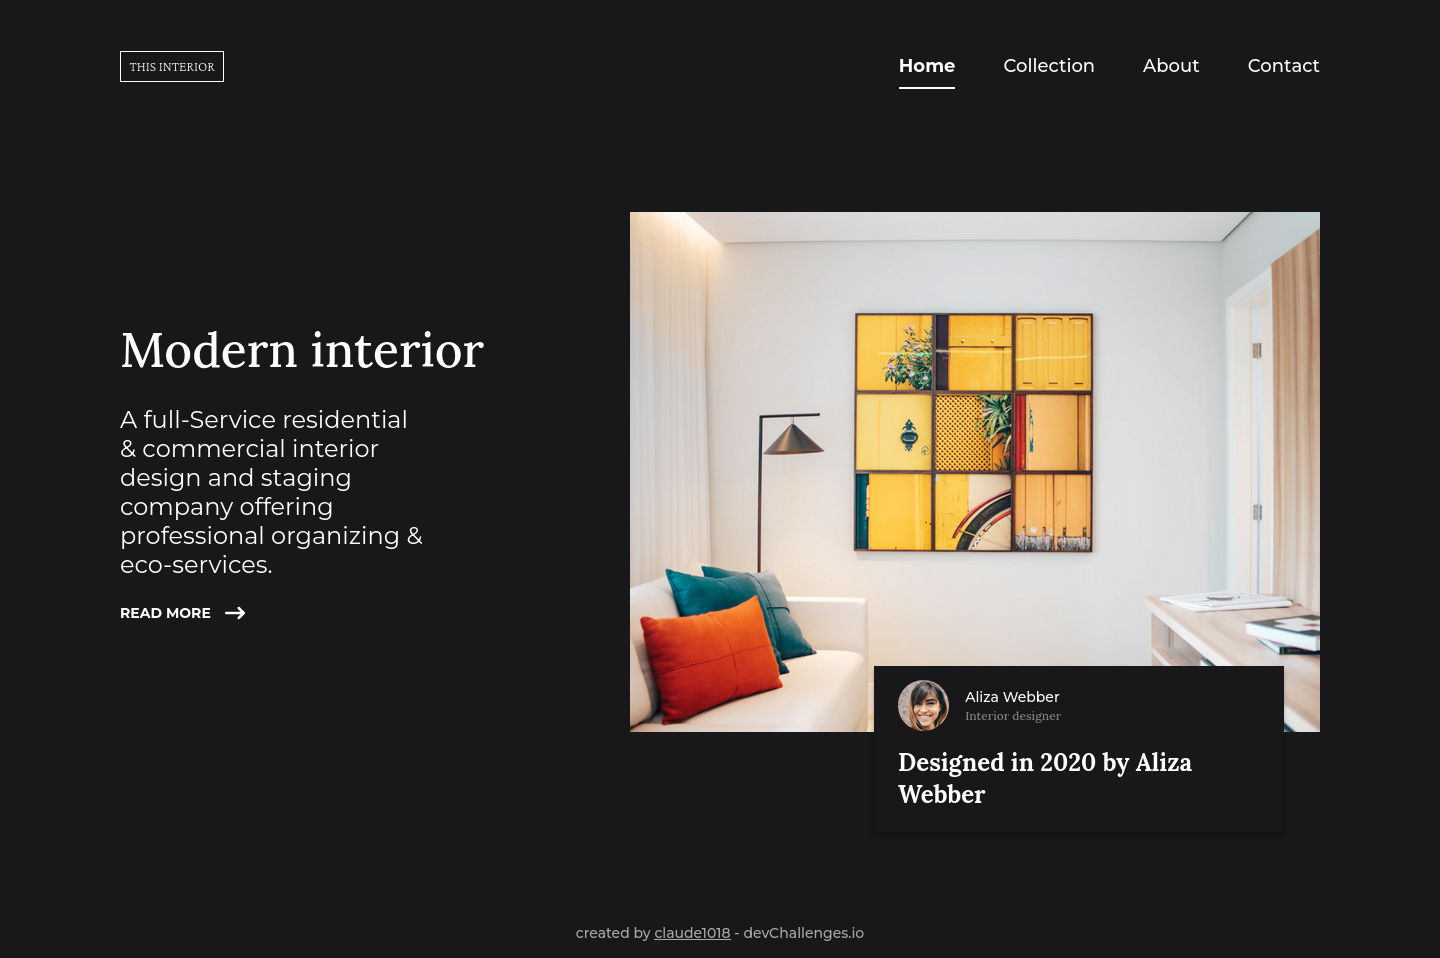 THIS INTERIOR
Home
Collection
About
Contact
Modern interior
A full-Service residential
& commercial interior
design and staging
company offering
professional organizing &
eco-services.
READ MORE
Aliza Webber
Interior designer
Designed in 2020 by Aliza
Webber
created by claude1018 - devChallenges.io